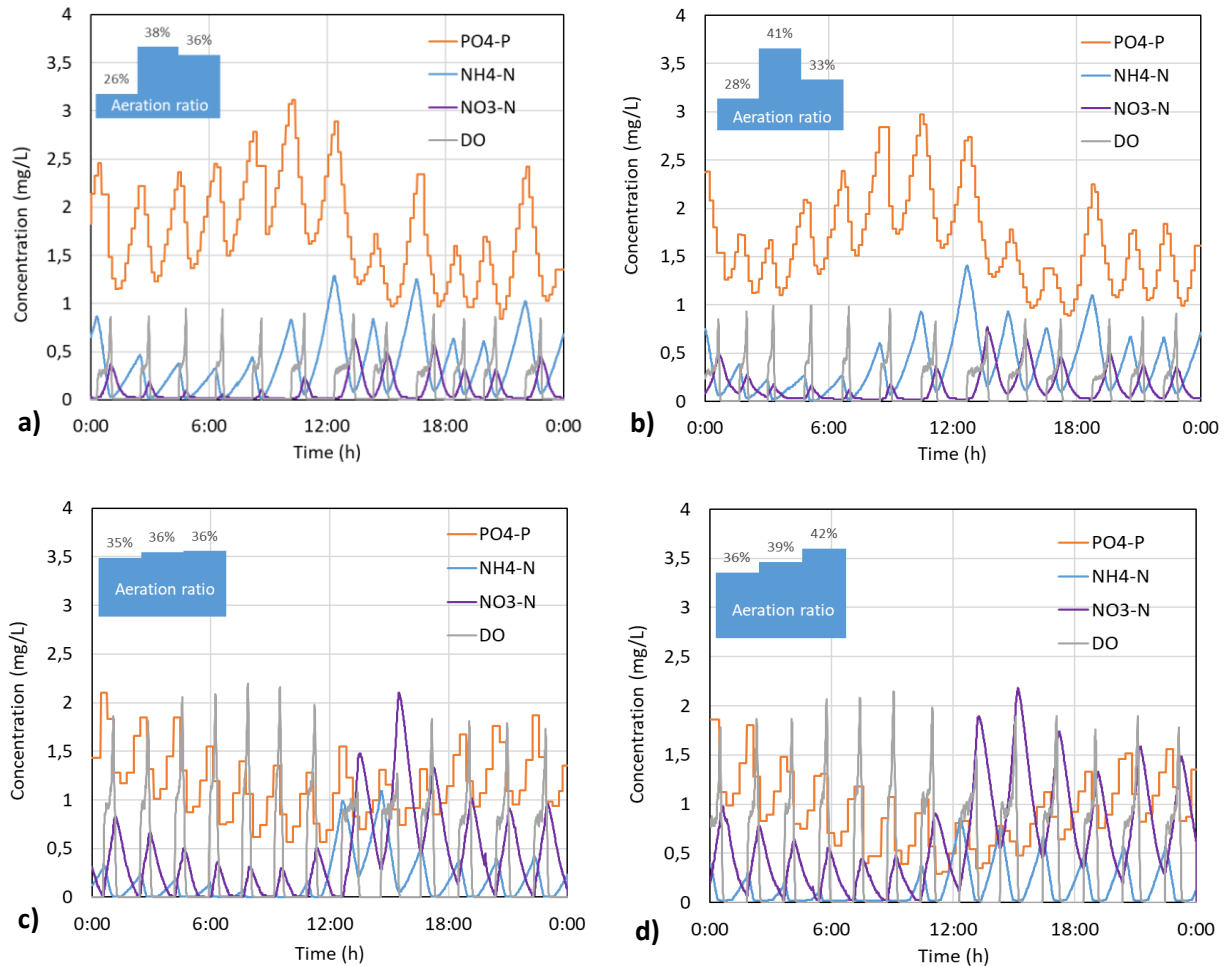 4
3,5
3
2,5
2
1,5
1
0,5
0
Concentration (mg/L)
26%
38%
36%
Aeration ratio
PO4-P
NH4-N
NO3-N
DO
0:00
6:00
12:00
18:00
0:00
Time (h)
a)
4
3,5
3
2,5
2
1,5
1
0,5
0
Concentration (mg/L)
28%
41%
33%
Aeration ratio
PO4-P
NH4-N
NO3-N
DO
0:00
6:00
12:00
18:00
0:00
Time (h)
b)
4
3,5
3
2,5
2
1,5
1
0,5
0
Concentration (mg/L)
35%
36%
36%
Aeration ratio
PO4-P
NH4-N
NO3-N
DO
0:00
6:00
12:00
18:00
0:00
Time (h)
c)
4
3,5
3
2,5
2
1,5
1
0,5
0
Concentration (mg/L)
36%
39%
42%
Aeration ratio
PO4-P
NH4-N
NO3-N
DO
0:00
6:00
12:00
18:00
0:00
Time (h)
d)